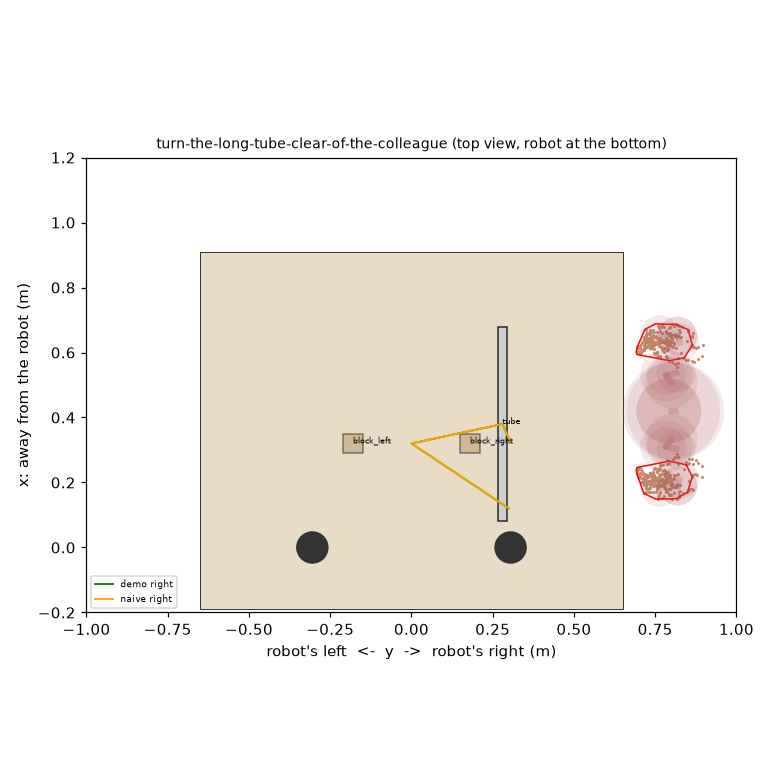 turn-the-long-tube-clear-of-the-colleague (top view, robot at the bottom)
1.2
1.0
0.8
0.6
0.4
0.2
0.0
−0.2
x: away from the robot (m)
tube
block_left
block_right
demo right
naive right
−1.00 −0.75 −0.50 −0.25 0.00 0.25 0.50 0.75 1.00
robot's left <- y -> robot's right (m)